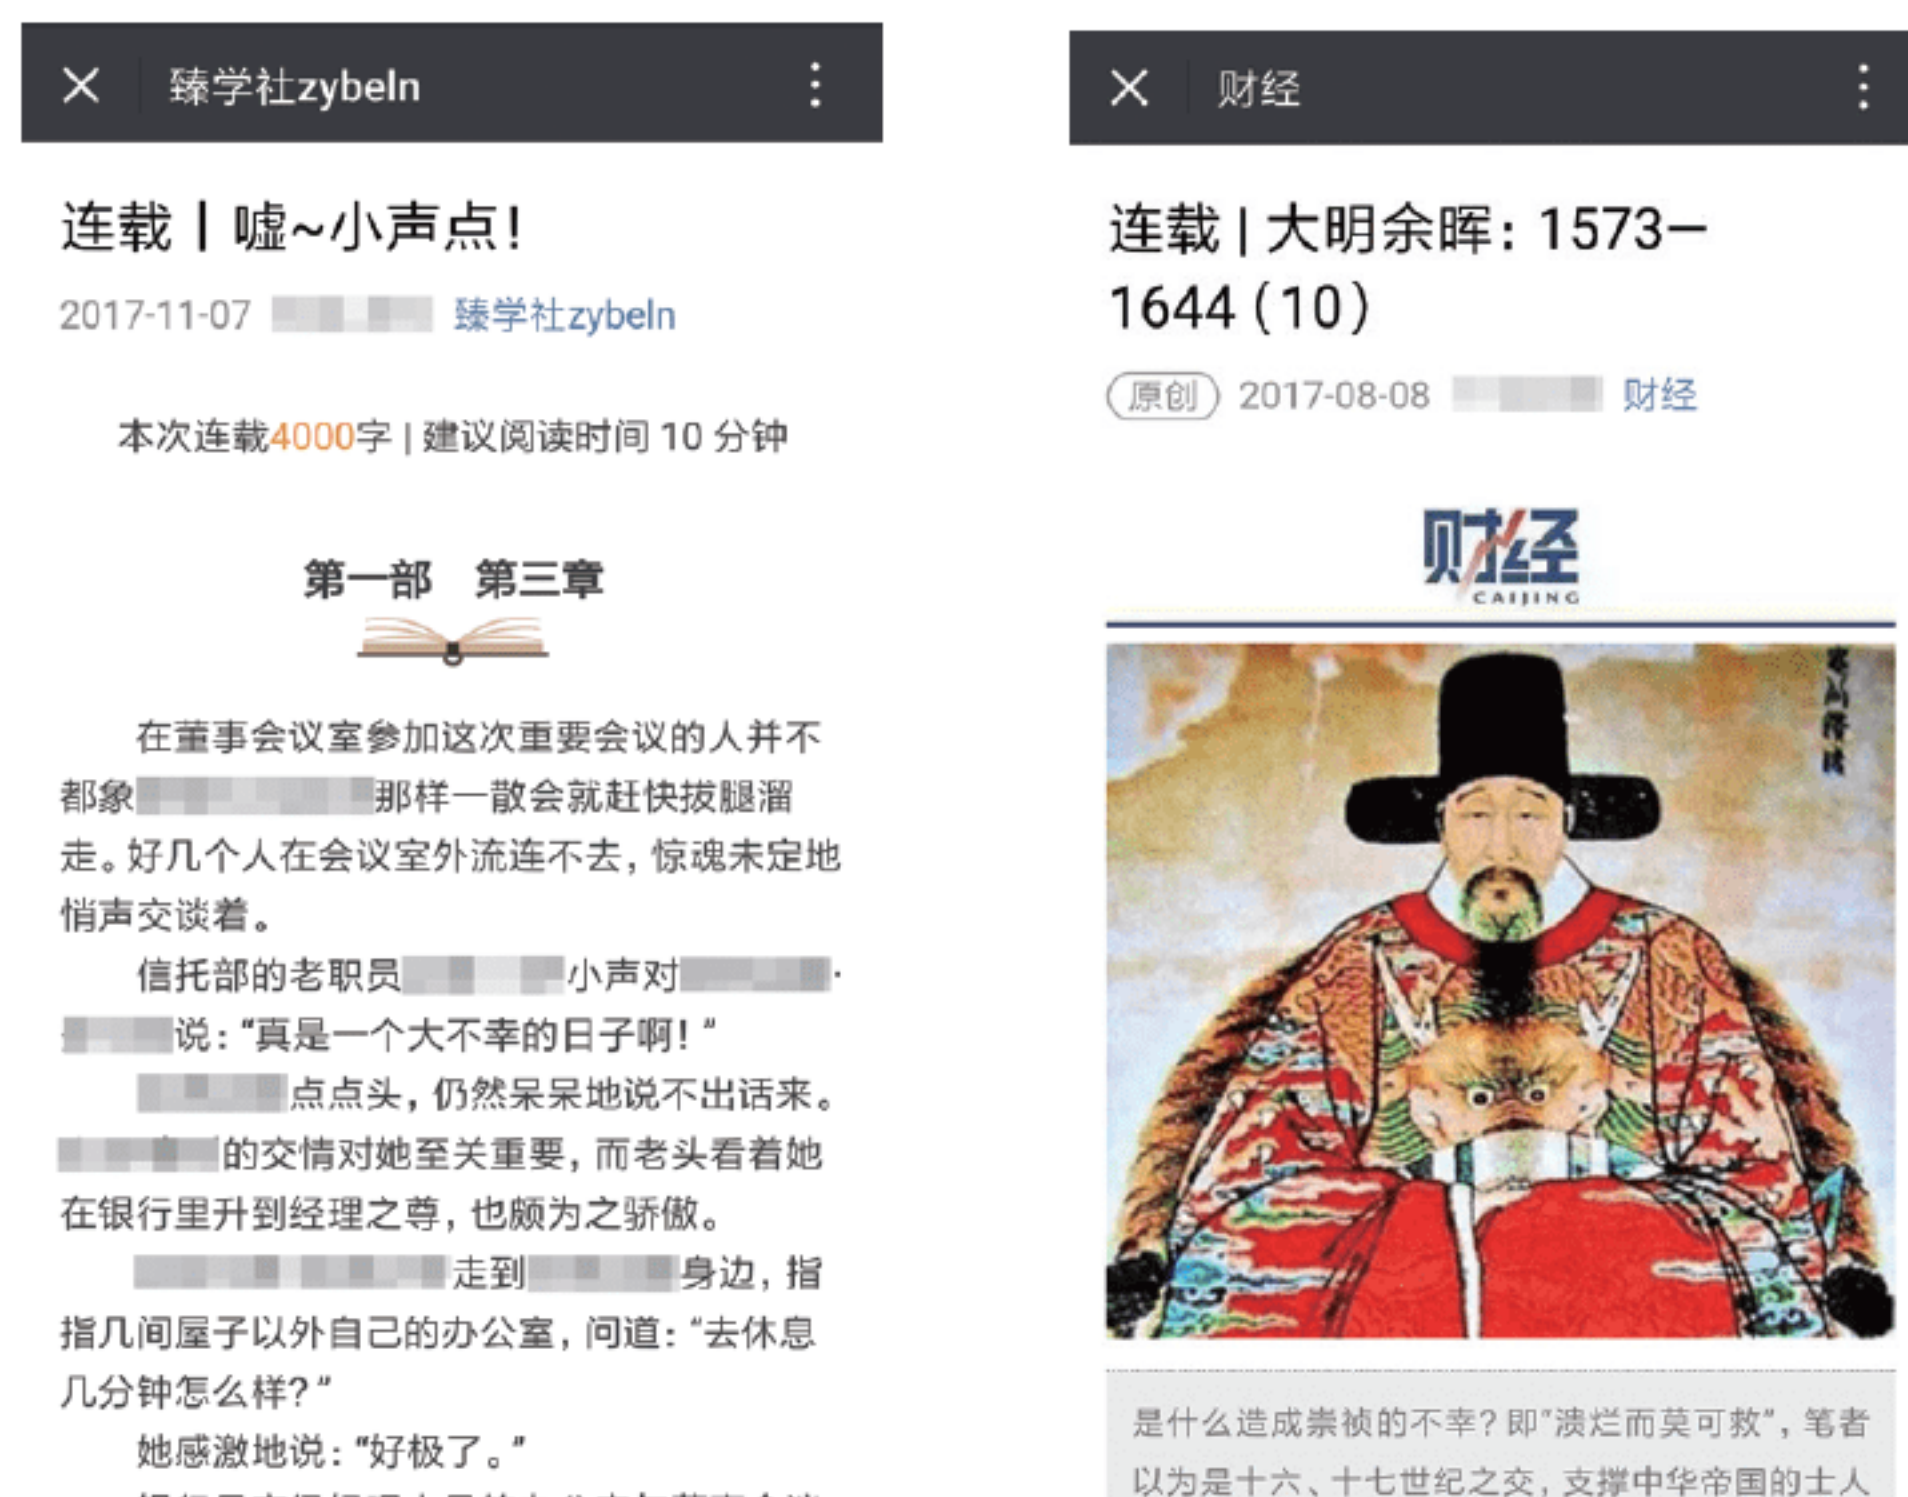 臻学社zybeln
连载 | 嘘~小声点！
2017-11-07 臻学社zybeln
本次连载4000字 | 建议阅读时间 10 分钟
第一部 第三章
在董事会议室參加这次重要会议的人并不
都象那样一散会就赶快拔腿溜
走。好几个人在会议室外流连不去，惊魂未定地
悄声交谈着。
信托部的老职员小声对·
说：“真是一个大不幸的日子啊！”
点点头，仍然呆呆地说不出话来。
的交情对她至关重要，而老头看着她
在银行里升到经理之尊，也颇为之骄傲。
走到身边，指
指几间屋子以外自己的办公室，问道：“去休息
几分钟怎么样？”
她感激地说：“好极了。”
财经
连载 | 大明余晖：1573—
1644（10）
原创 2017-08-08 财经
财经
CAIJING
是什么造成崇祯的不幸？即“溃烂而莫可救”，笔者
以为是十六、十七世纪之交，支撑中华帝国的士人